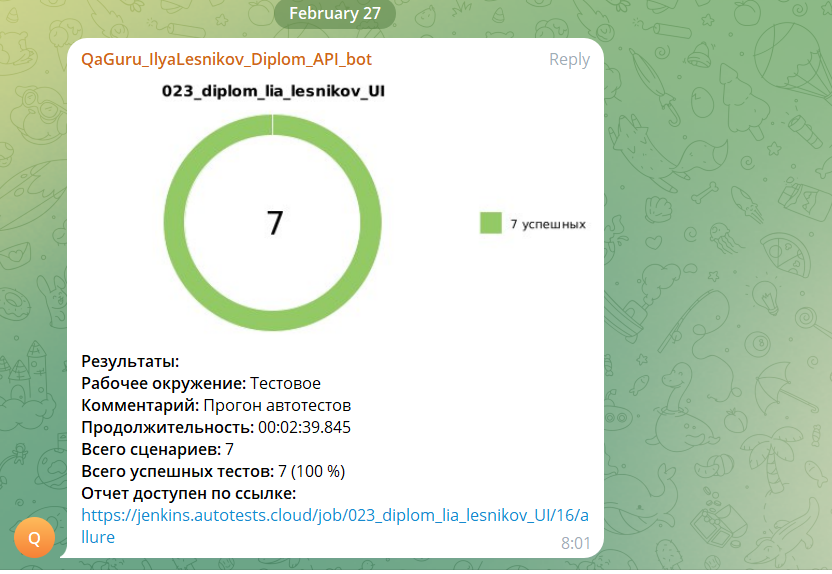 February 27
QaGuru_IlyaLesnikov_Diplom_API_bot Reply
023_diplom_lia_lesnikov_UI
7
7 успешных
Результаты:
Рабочее окружение: Тестовое
Комментарий: Прогон автотестов
Продолжительность: 00:02:39.845
Всего сценариев: 7
Всего успешных тестов: 7 (100 %)
Отчет доступен по ссылке:
https://jenkins.autotests.cloud/job/023_diplom_lia_lesnikov_UI/16/a
llure
8:01
Q